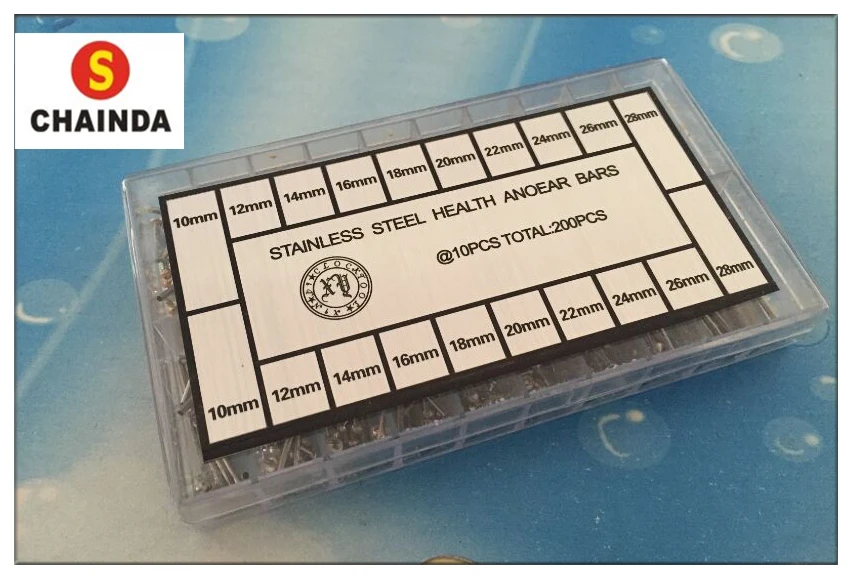 S
CHAINDA
10mm 12mm 14mm 16mm 18mm 20mm 22mm 24mm 26mm 28mm
STAINLESS STEEL HEALTH ANOEAR BARS
@10PCS TOTAL:200PCS
10mm 12mm 14mm 16mm 18mm 20mm 22mm 24mm 26mm 28mm